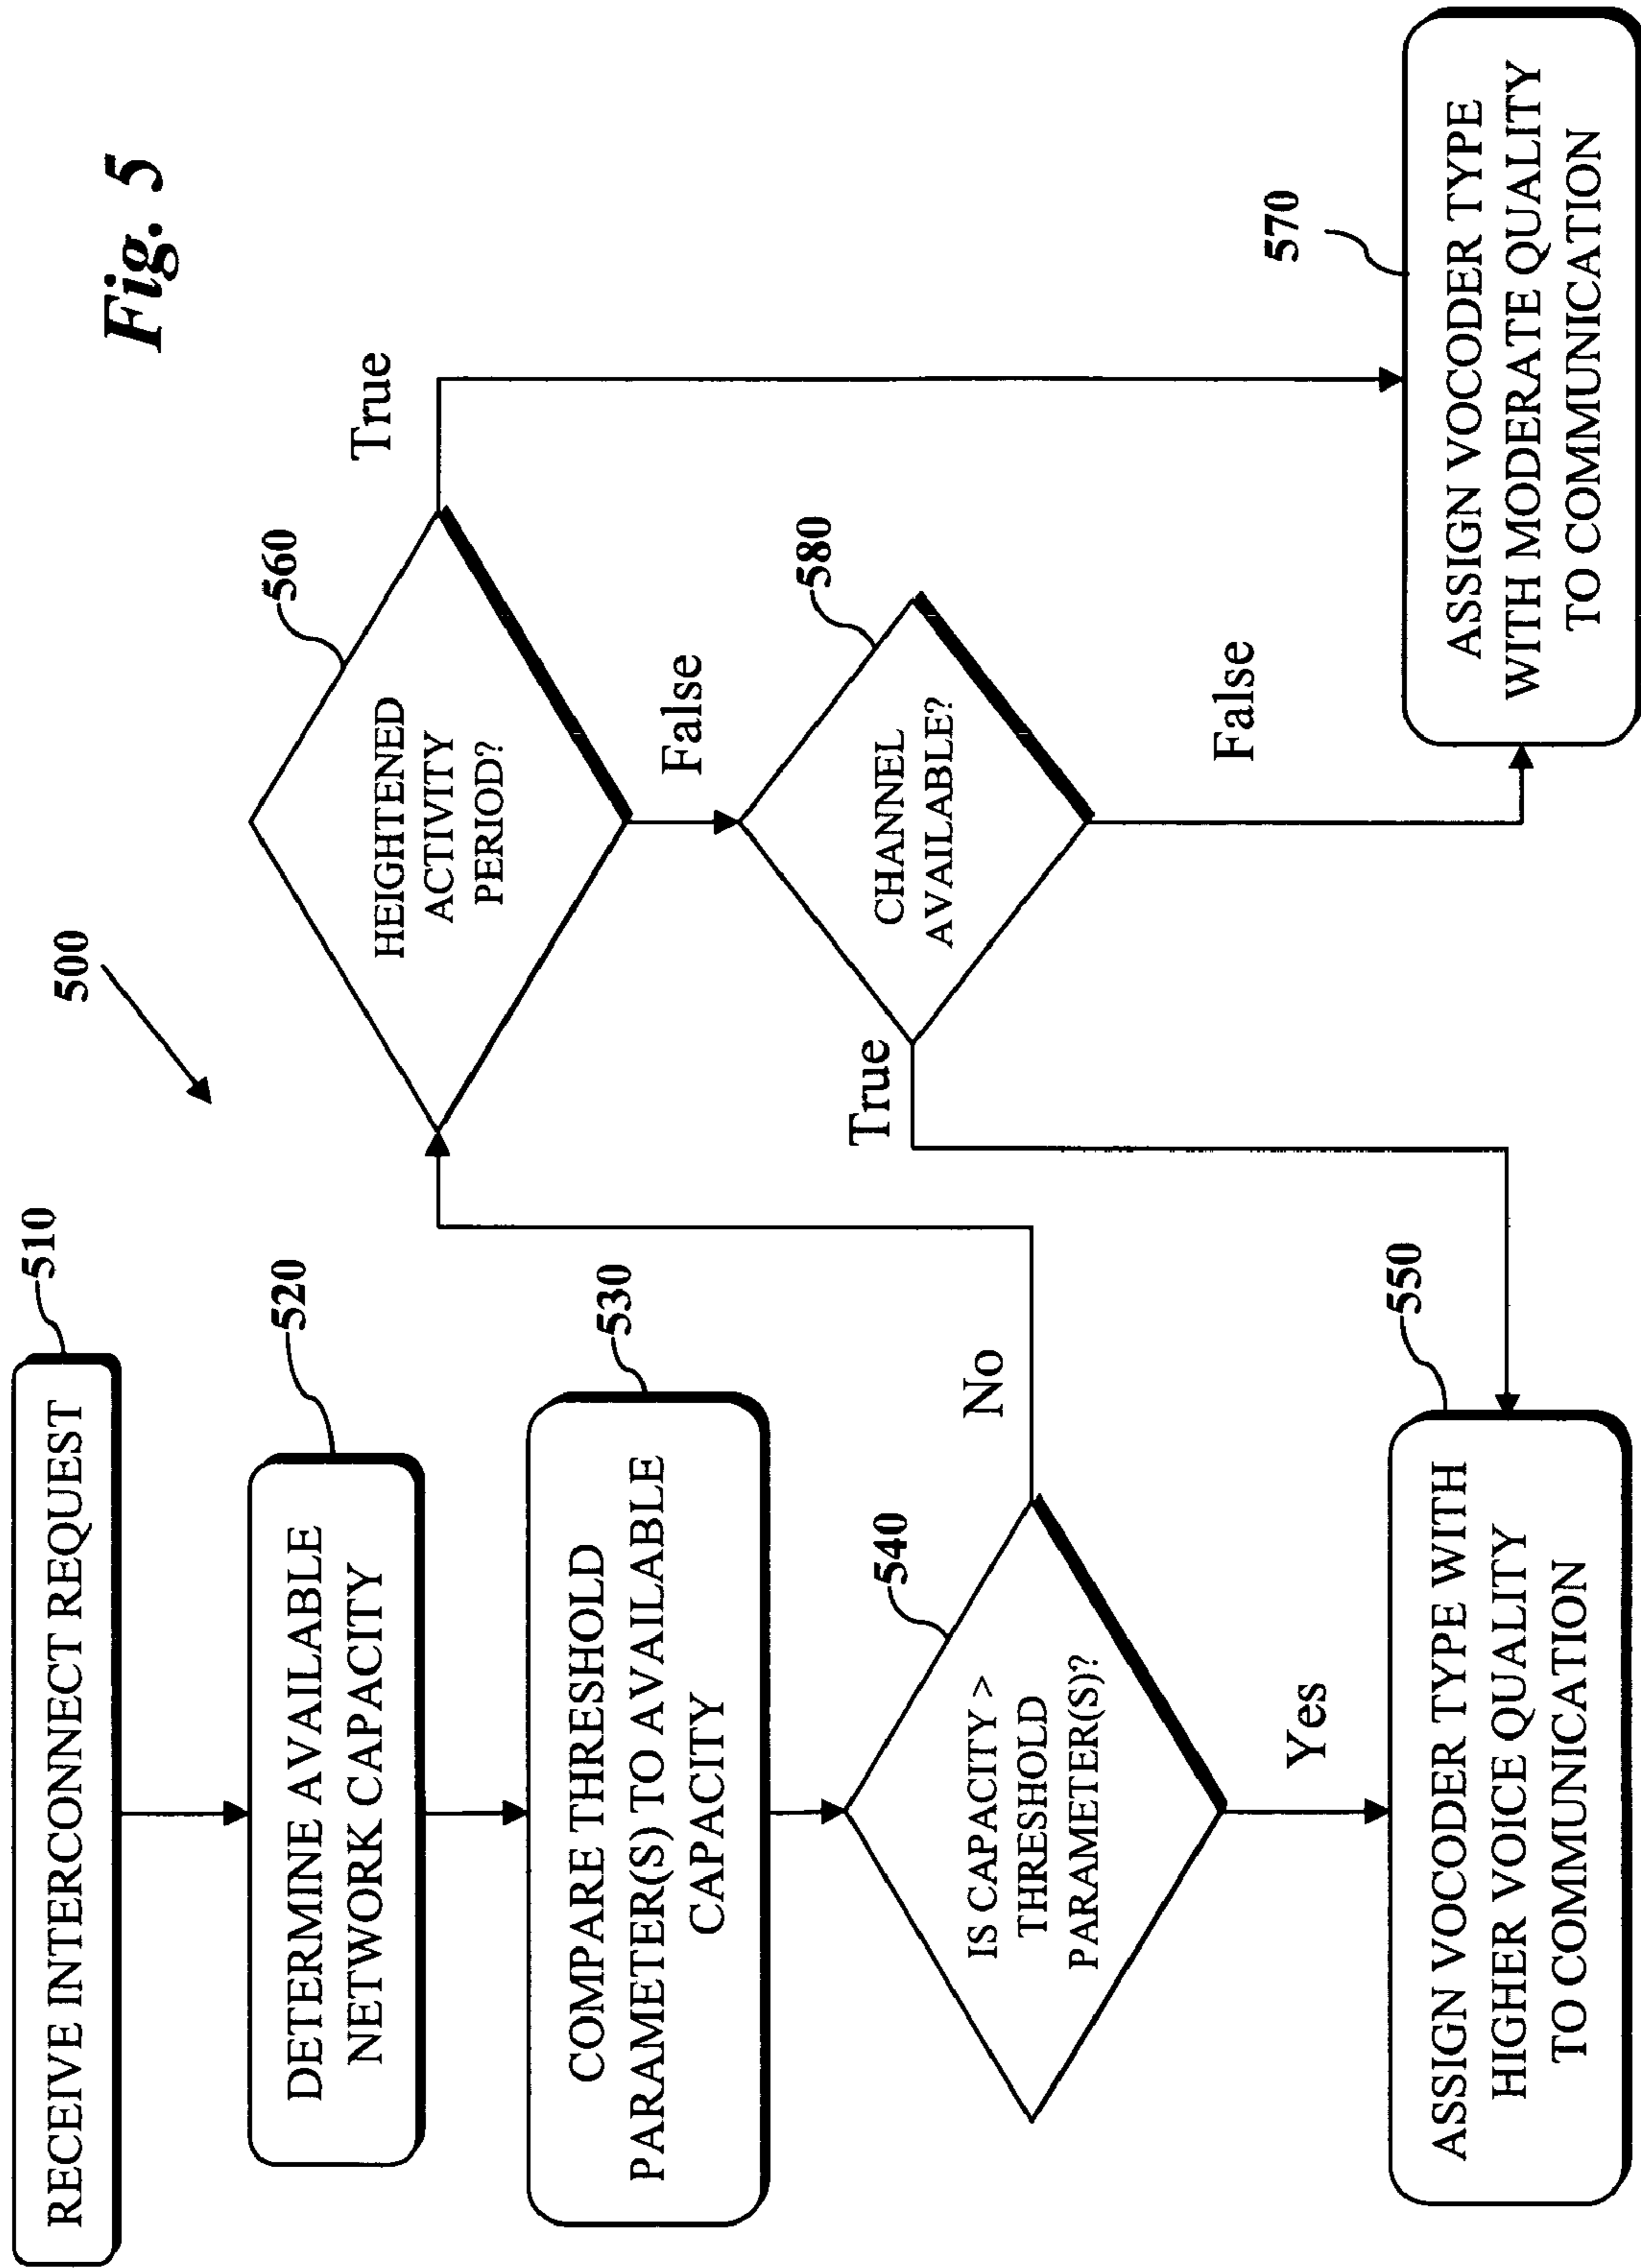 Fig. 5
500
510
RECEIVE INTERCONNECT REQUEST
520
DETERMINE AVAILABLE
NETWORK CAPACITY
530
COMPARE THRESHOLD
PARAMETER(S) TO AVAILABLE
CAPACITY
540
IS CAPACITY >
THRESHOLD
PARAMETER(S)?
No
Yes
550
ASSIGN VOCODER TYPE WITH
HIGHER VOICE QUALITY
TO COMMUNICATION
560
HEIGHTENED
ACTIVITY
PERIOD?
True
False
580
CHANNEL
AVAILABLE?
True
False
570
ASSIGN VOCODER TYPE
WITH MODERATE QUALITY
TO COMMUNICATION